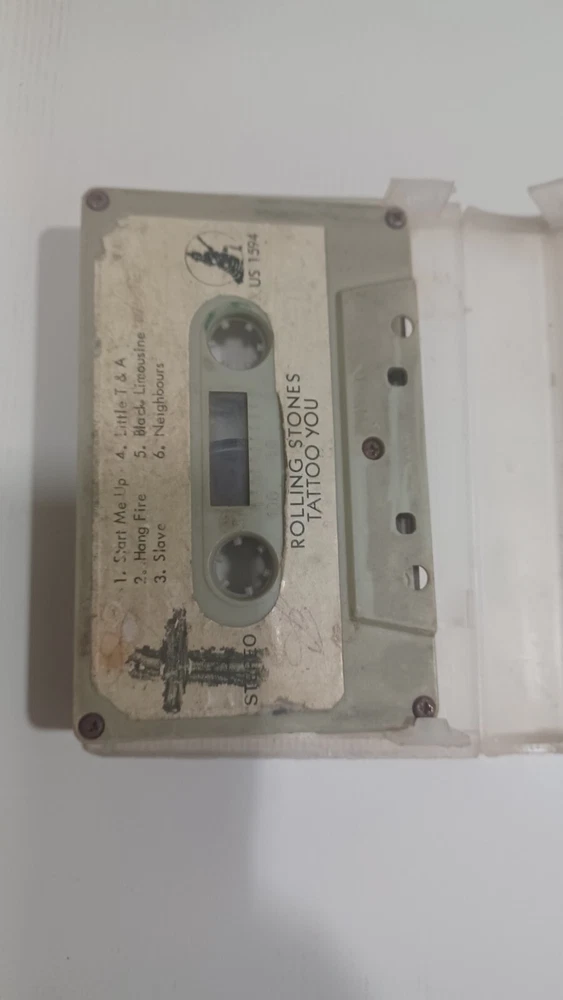 1. Start Me Up
2. Hang Fire
3. Slave
4. Little T & A
5. Black Limousine
6. Neighbours
US 1594
STEREO
ROLLING STONES
TATTOO YOU